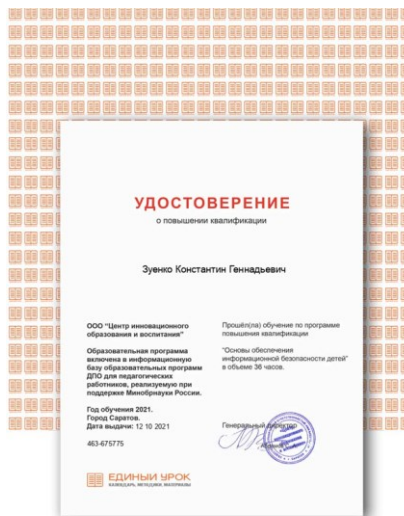 УДОСТОВЕРЕНИЕ
о повышении квалификации
Зуенко Константин Геннадьевич
ООО "Центр инновационного
образования и воспитания"
Образовательная программа
включена в информационную
базу образовательных программ
ДПО для педагогических
работников, реализуемую при
поддержке Минобрнауки России.
Год обучения 2021.
Город Саратов.
Дата выдачи: 12 10 2021
463-675775
Прошёл(ла) обучение по программе
повышения квалификации
"Основы обеспечения
информационной безопасности детей"
в объеме 36 часов.
Генеральный директор
ЕДИНЫЙ УРОК
КАЛЕНДАРЬ, МЕТОДИКИ, МАТЕРИАЛЫ